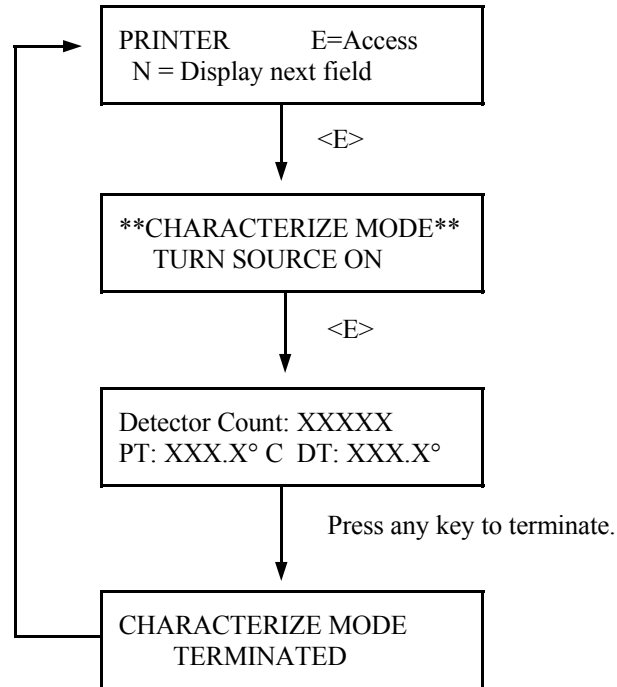 PRINTER E=Access
N = Display next field
<E>
**CHARACTERIZE MODE**
TURN SOURCE ON
<E>
Detector Count: XXXXX
PT: XXX.X° C DT: XXX.X°
Press any key to terminate.
CHARACTERIZE MODE
TERMINATED